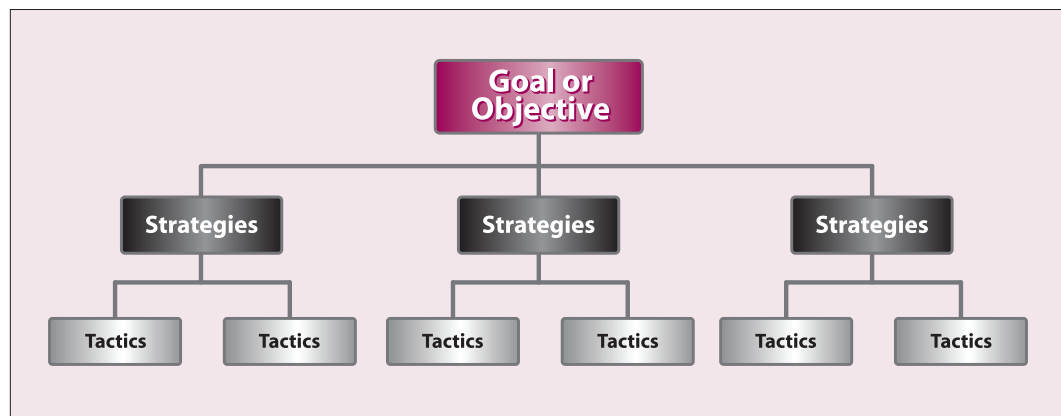 Goal or
Objective
Strategies
Strategies
Strategies
Tactics
Tactics
Tactics
Tactics
Tactics
Tactics